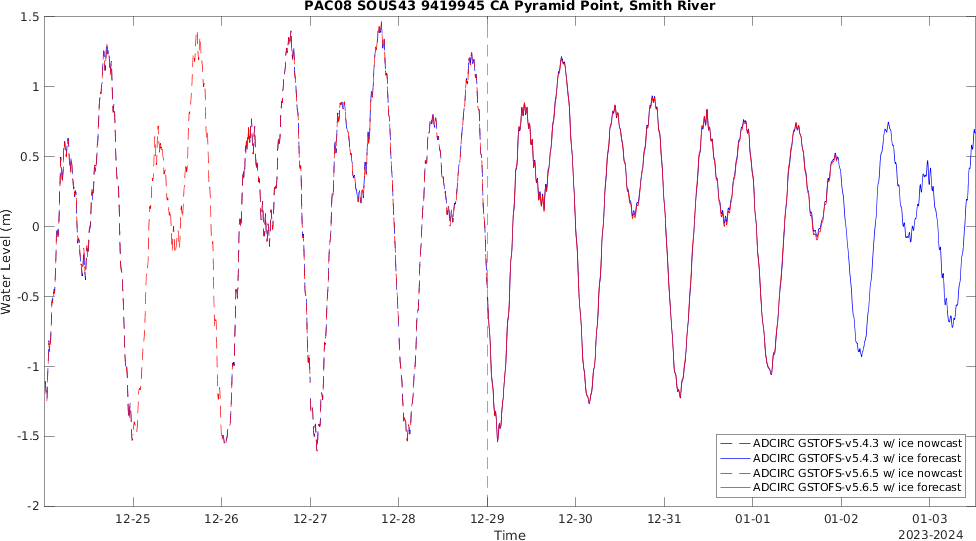 PAC08 SOUS43 9419945 CA Pyramid Point, Smith River
1.5
1
0.5
0
-0.5
-1
-1.5
-2
Water Level (m)
12-25 12-26 12-27 12-28 12-29 12-30 12-31 01-01 01-02 01-03
Time
2023-2024
ADCIRC GSTOFS-v5.4.3 w/ ice nowcast
ADCIRC GSTOFS-v5.4.3 w/ ice forecast
ADCIRC GSTOFS-v5.6.5 w/ ice nowcast
ADCIRC GSTOFS-v5.6.5 w/ ice forecast